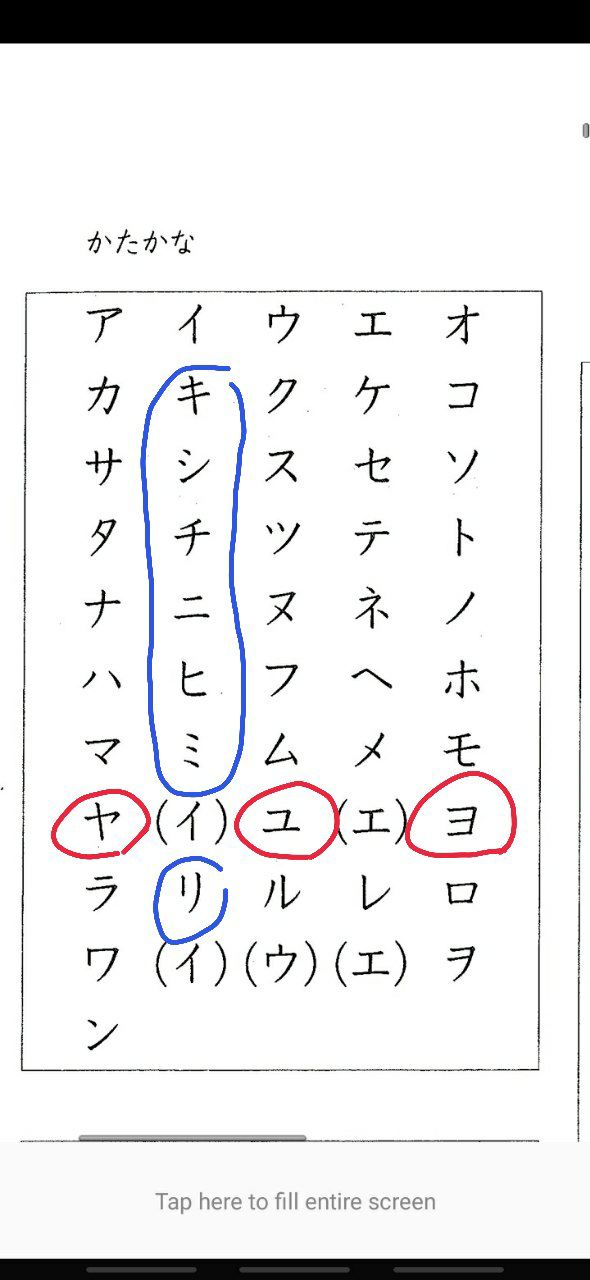 かたかな
ア イ ウ エ オ
カ キ ク ケ コ
サ シ ス セ ソ
タ チ ツ テ ト
ナ ニ ヌ ネ ノ
ハ ヒ フ ヘ ホ
マ ミ ム メ モ
ヤ (イ) ユ (エ) ヨ
ラ リ ル レ ロ
ワ (イ) (ウ) (エ) ヲ
ン
Tap here to fill entire screen